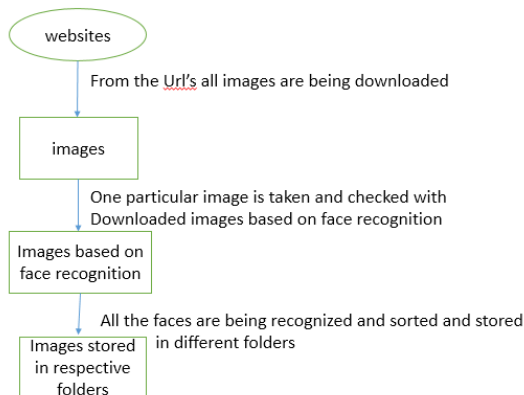 websites
From the Url's all images are being downloaded
images
One particular image is taken and checked with
Downloaded images based on face recognition
Images based on
face recognition
All the faces are being recognized and sorted and stored
in different folders
Images stored
in respective
folders